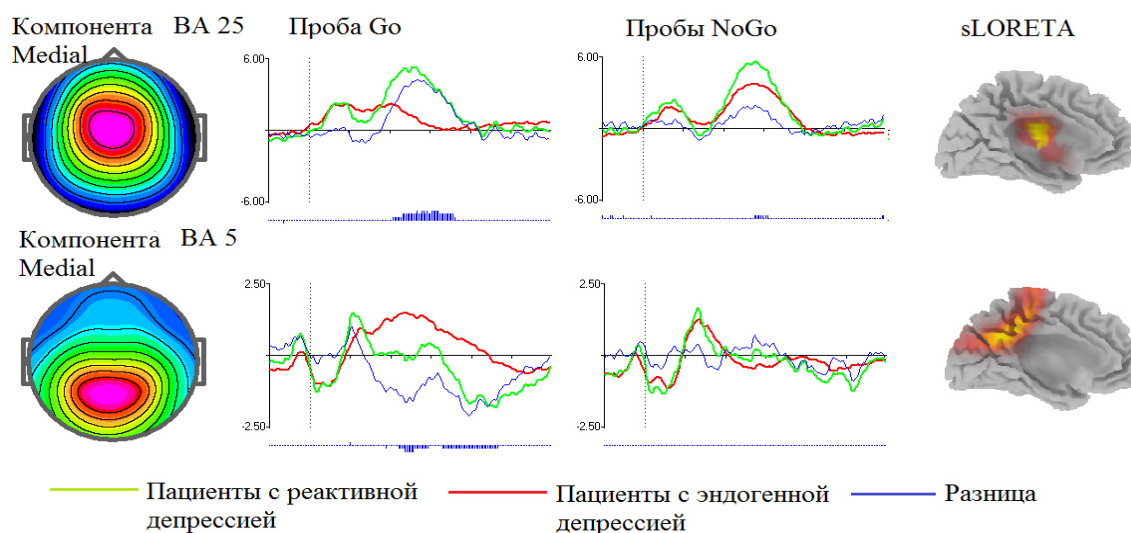 Компонента BA 25
Medial
Проба Go
Пробы NoGo
sLORETA
6.00
-6.00
6.00
6.00
Компонента BA 5
Medial
2.50
-2.50
2.50
-2.50
Пациенты с реактивной
депрессией
Пациенты с эндогенной
депрессией
Разница